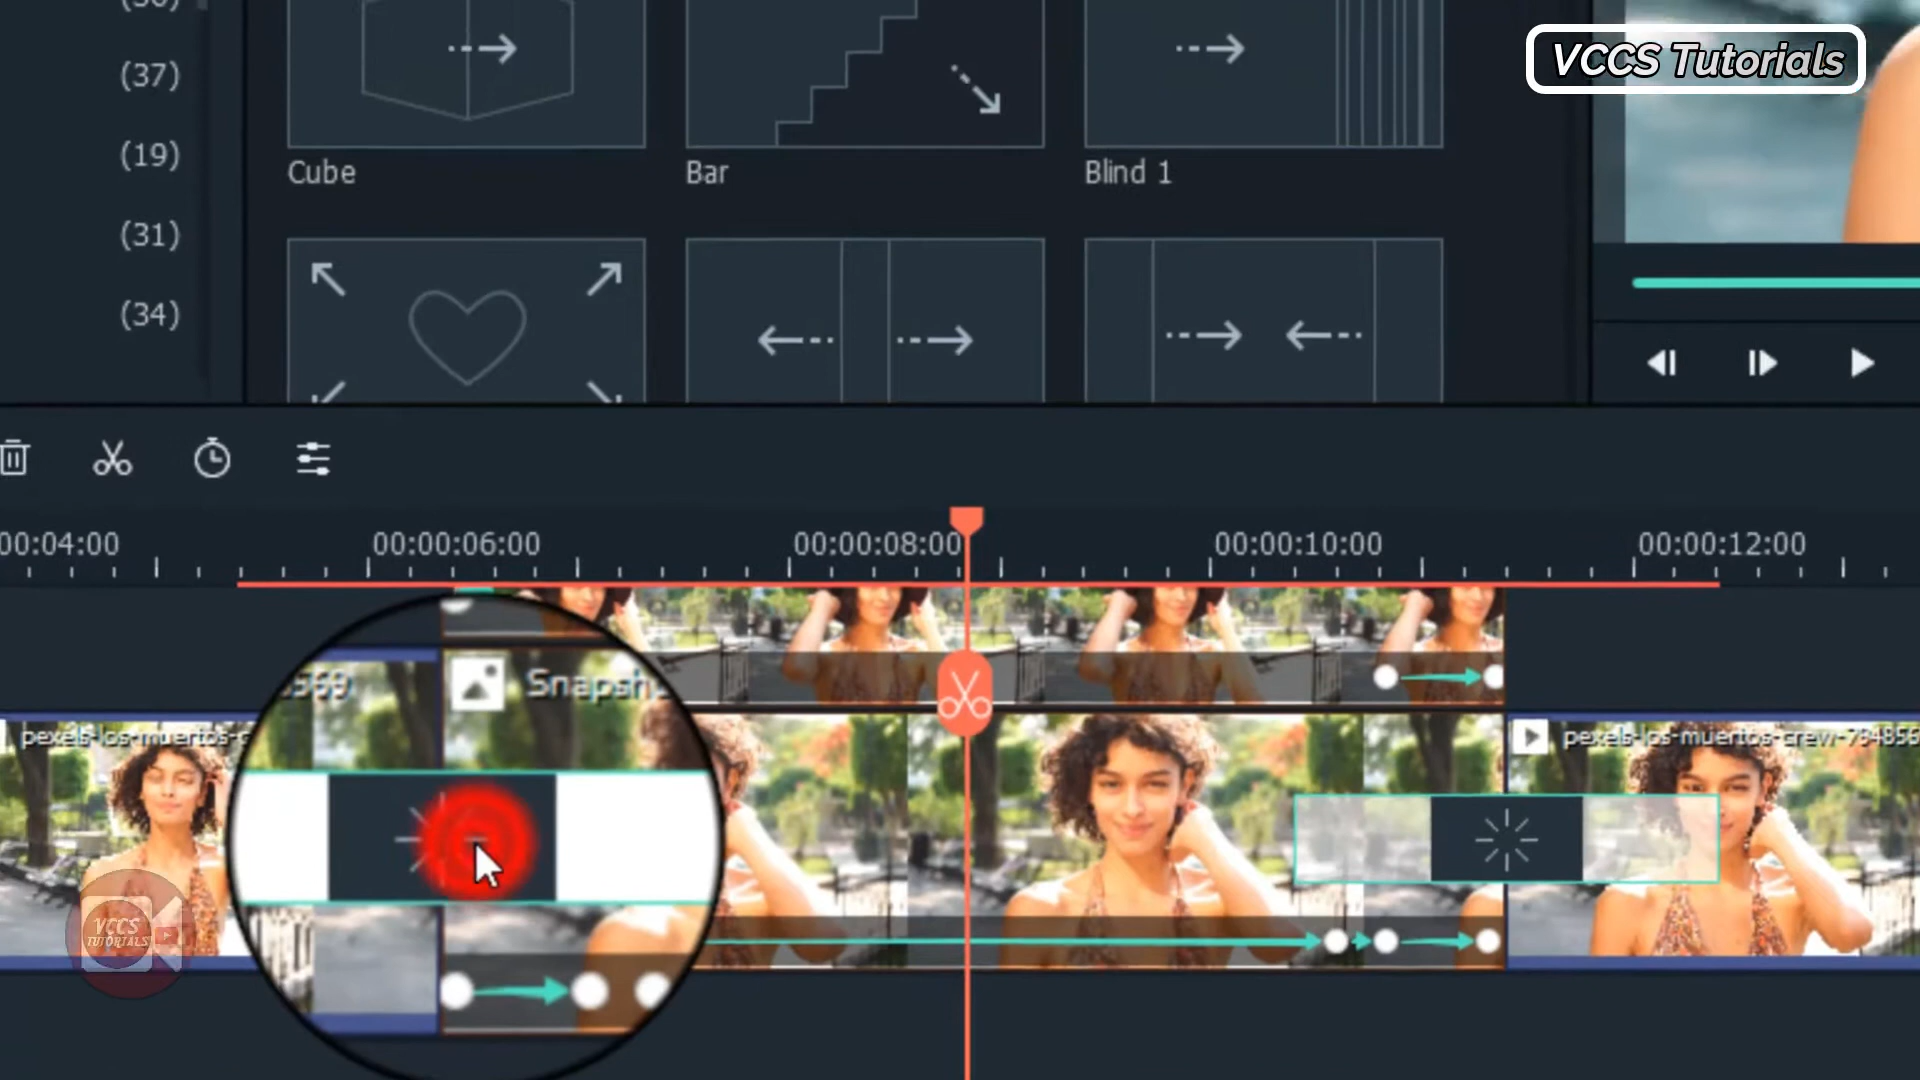 VCCS Tutorials
(37)
(19)
(31)
(34)
Cube
Bar
Blind 1
00:04:00
00:00:06:00
00:00:08:00
00:00:10:00
00:00:12:00
569
Snapsh
pexels-los-muertos-c
pexels-los-muertos-crew-784856
VCCS
TUTORIALS